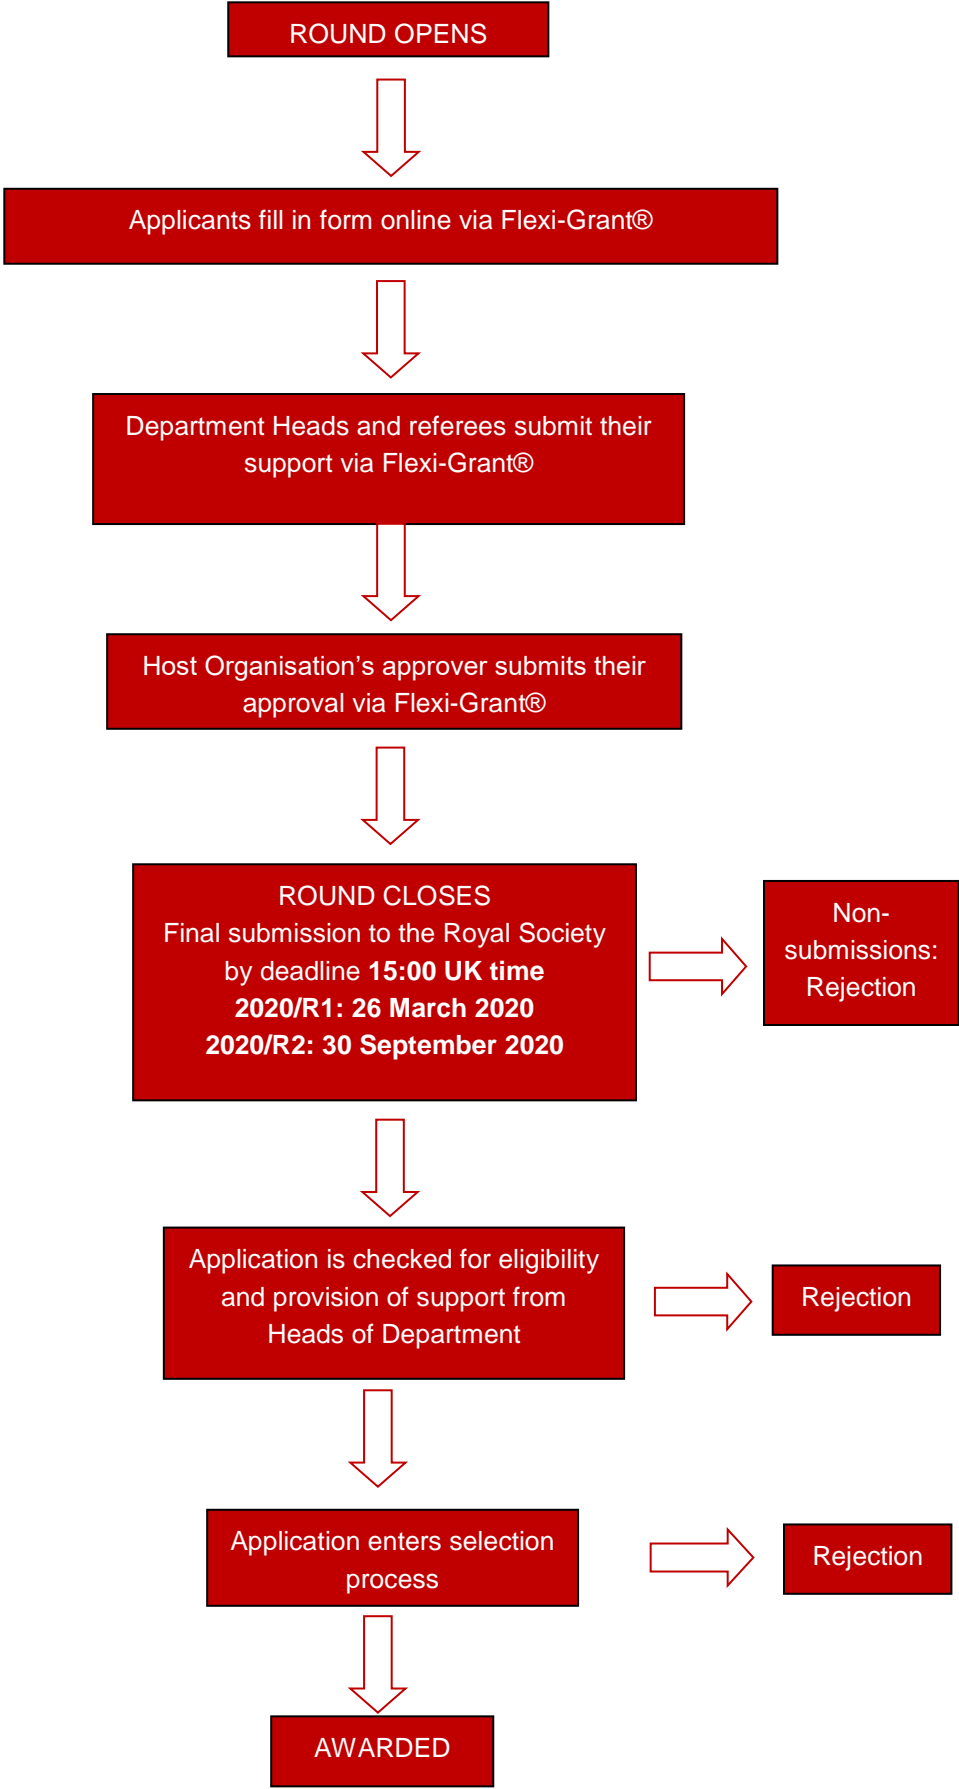 ROUND OPENS
Applicants fill in form online via Flexi-Grant®
Department Heads and referees submit their
support via Flexi-Grant®
Host Organisation’s approver submits their
approval via Flexi-Grant®
ROUND CLOSES
Final submission to the Royal Society
by deadline 15:00 UK time
2020/R1: 26 March 2020
2020/R2: 30 September 2020
Non-
submissions:
Rejection
Application is checked for eligibility
and provision of support from
Heads of Department
Rejection
Application enters selection
process
Rejection
AWARDED